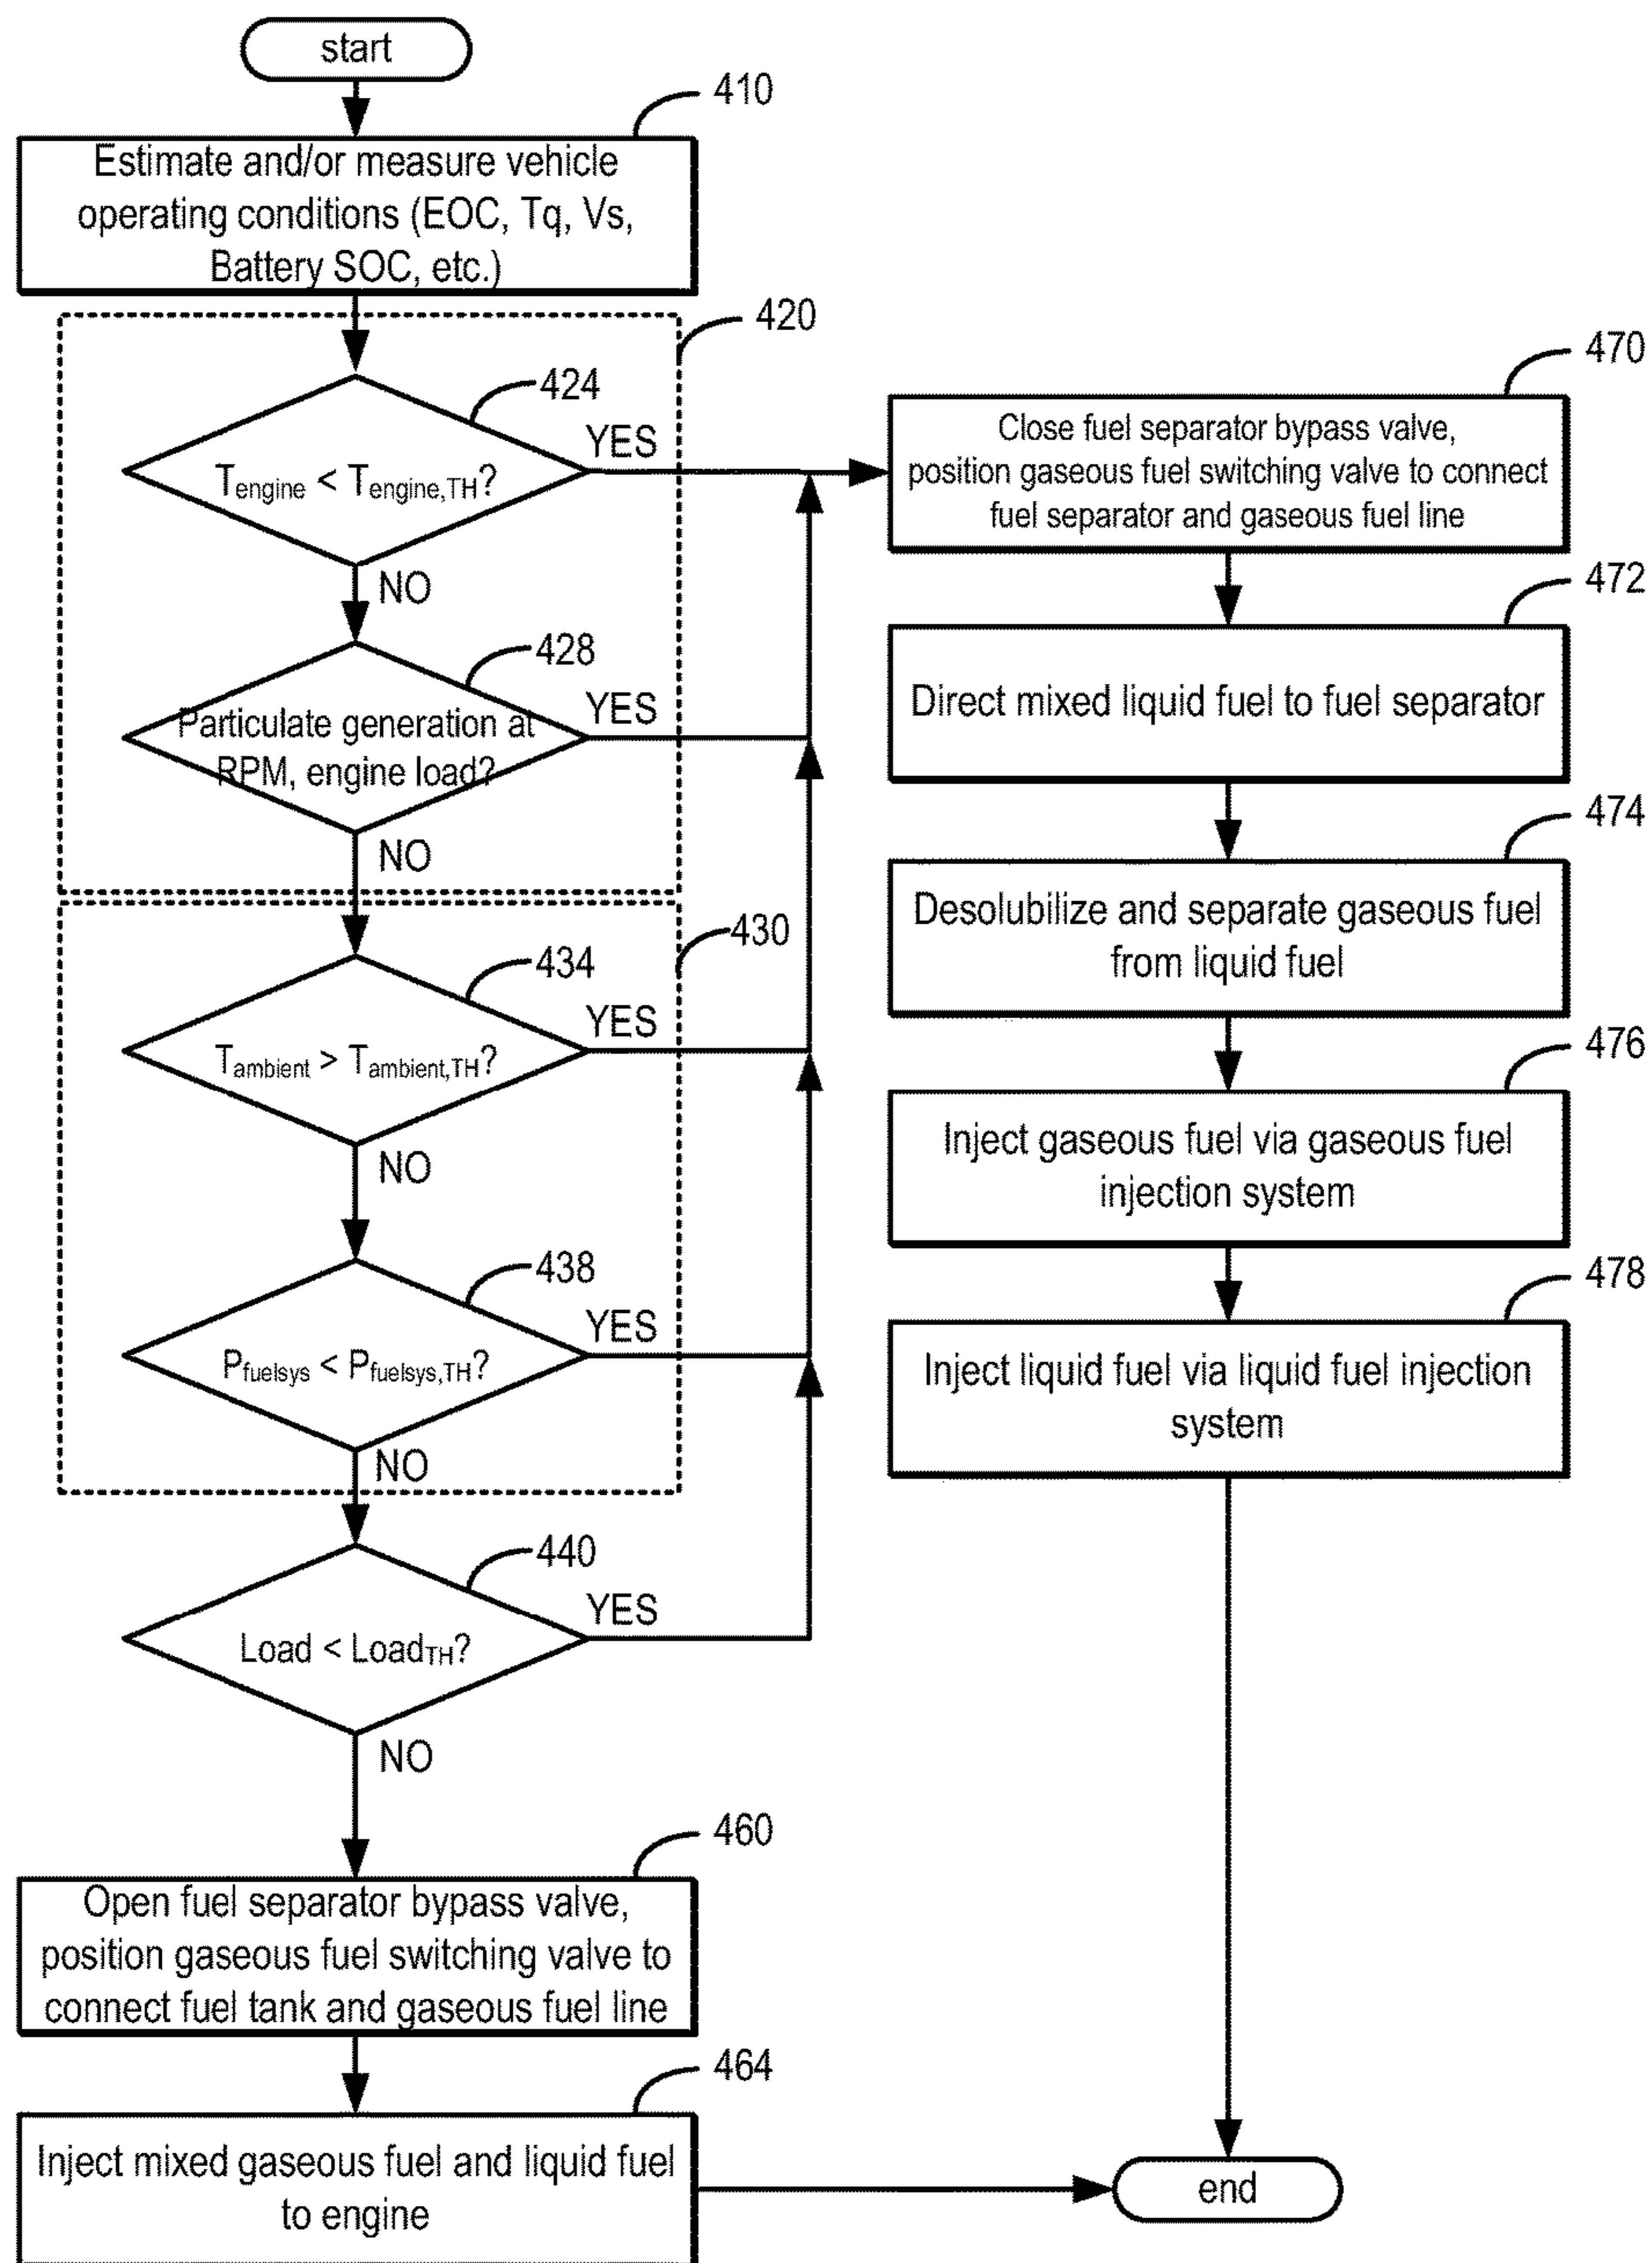 start
410
Estimate and/or measure vehicle
operating conditions (EOC, Tq, Vs,
Battery SOC, etc.)
420
424
YES
Tengine < Tengine,TH?
NO
428
YES
Particulate generation at
RPM, engine load?
NO
430
434
YES
Tambient > Tambient,TH?
NO
438
YES
Pfuelsys < Pfuelsys,TH?
NO
440
YES
Load < LoadTH?
NO
460
Open fuel separator bypass valve,
position gaseous fuel switching valve to
connect fuel tank and gaseous fuel line
464
Inject mixed gaseous fuel and liquid fuel
to engine
470
Close fuel separator bypass valve,
position gaseous fuel switching valve to connect
fuel separator and gaseous fuel line
472
Direct mixed liquid fuel to fuel separator
474
Desolubilize and separate gaseous fuel
from liquid fuel
476
Inject gaseous fuel via gaseous fuel
injection system
478
Inject liquid fuel via liquid fuel injection
system
end